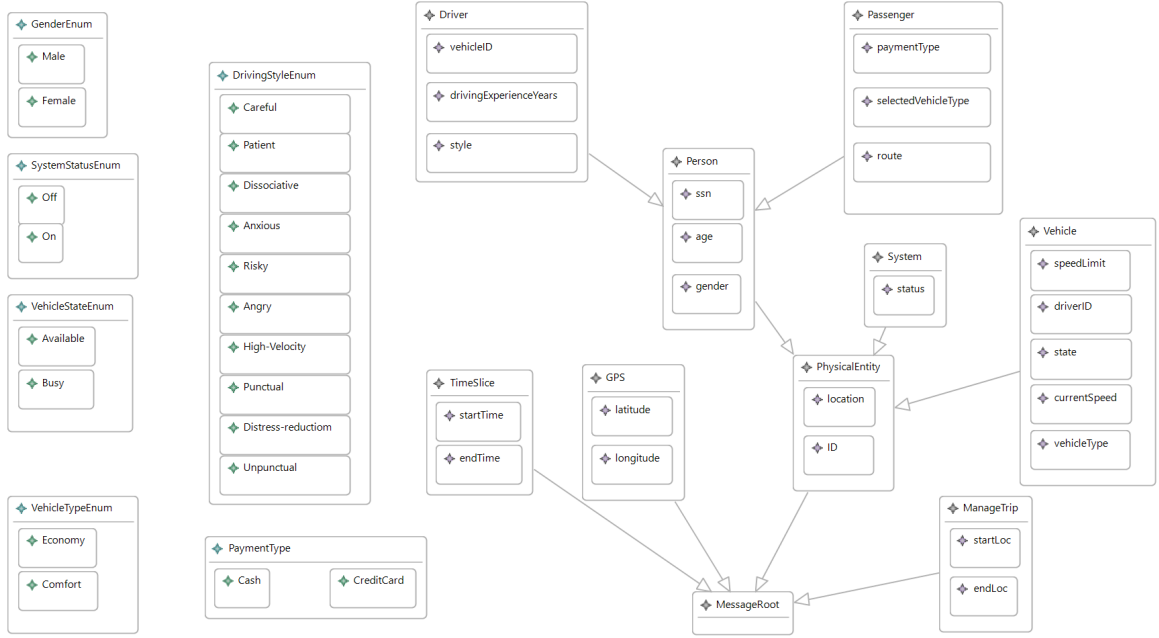 GenderEnum
Male
Female
SystemStatusEnum
Off
On
VehicleStateEnum
Available
Busy
VehicleTypeEnum
Economy
Comfort
DrivingStyleEnum
Careful
Patient
Dissociative
Anxious
Risky
Angry
High-Velocity
Punctual
Distress-reductiom
Unpunctual
PaymentType
Cash
CreditCard
Driver
vehicleID
drivingExperienceYears
style
Passenger
paymentType
selectedVehicleType
route
Person
ssn
age
gender
System
status
Vehicle
speedLimit
driverID
state
currentSpeed
vehicleType
TimeSlice
startTime
endTime
GPS
latitude
longitude
PhysicalEntity
location
ID
ManageTrip
startLoc
endLoc
MessageRoot